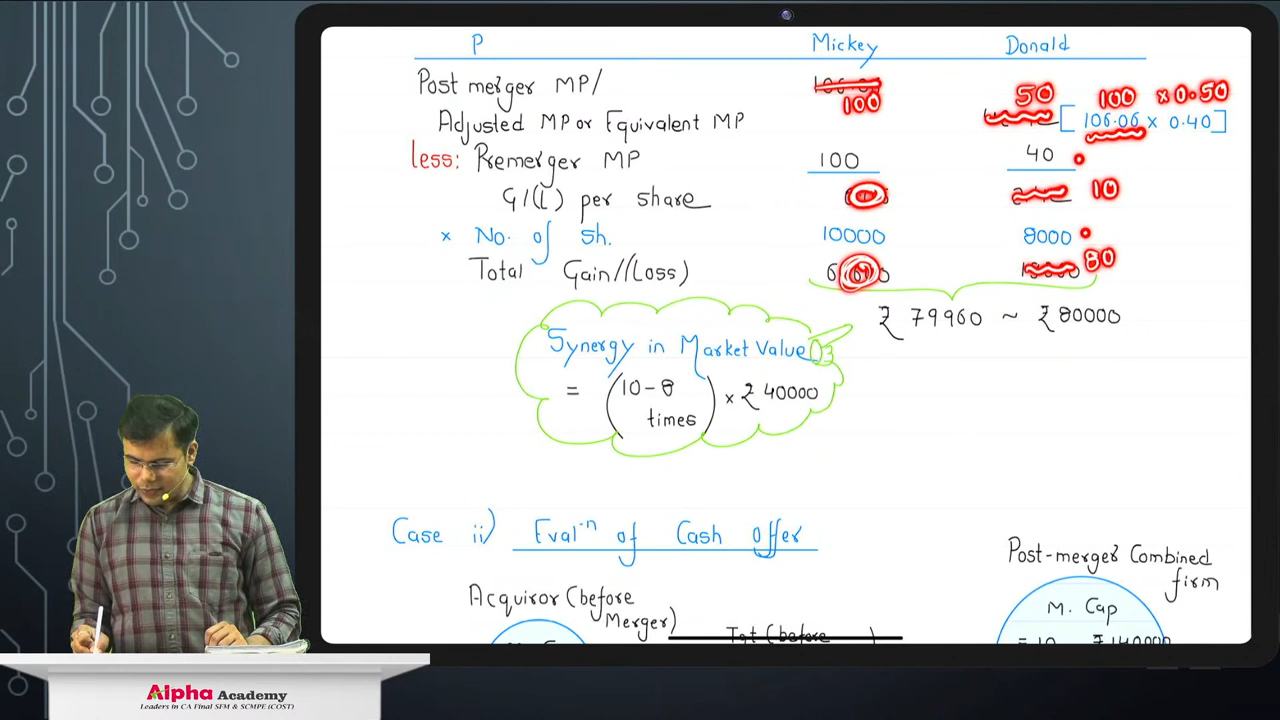 P Mickey Donald
Post merger MP/ 100 50 100 x 0.50
Adjusted MP or Equivalent MP [ 106.06 x 0.40]
less: Premerger MP 100 40
G/(L) per share 10
x No. of sh. 10000 8000
Total Gain/(Loss) 80
₹ 79960 ~ ₹ 80000
Synergy in Market Value
= (10-8 times) x ₹ 40000
Case ii) Eval-n of Cash Offer
Post-merger Combined firm
Acquiror (before Merger)
Tgt (before
M. Cap
Alpha Academy
Leaders in CA Final SFM & SCMPE (COST)